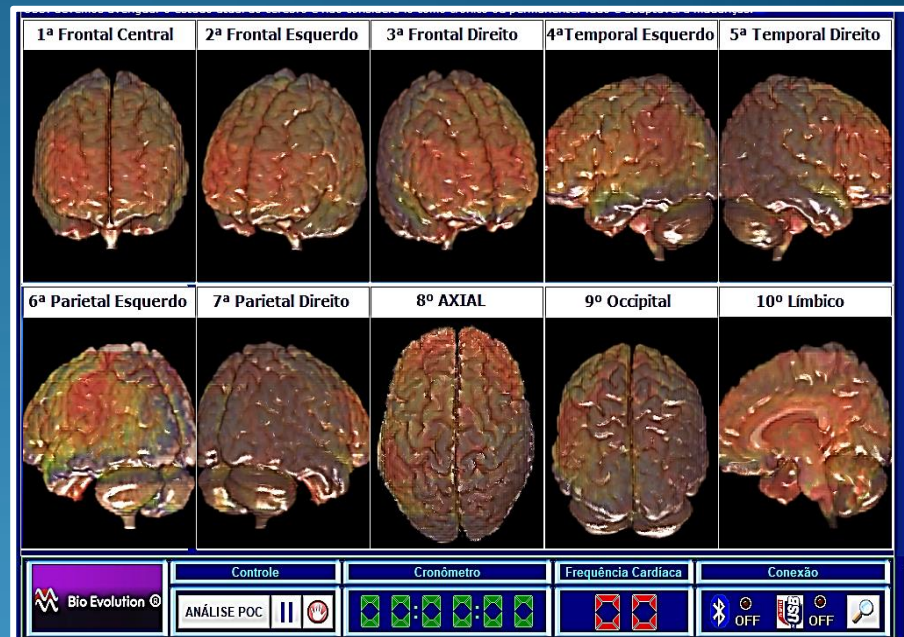 1ª Frontal Central
2ª Frontal Esquerdo
3ª Frontal Direito
4ªTemporal Esquerdo
5ª Temporal Direito
6ª Parietal Esquerdo
7ª Parietal Direito
8º AXIAL
9º Occipital
10º Límbico
Bio Evolution ®
Controle
ANÁLISE POC
Cronômetro
Frequência Cardíaca
Conexão
OFF
USB
OFF